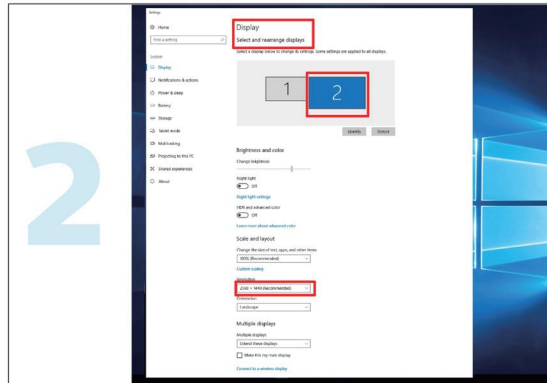 2
Settings
Home
Find a setting
System
Display
Notifications & actions
Power & sleep
Battery
Storage
Tablet mode
Multitasking
Projecting to this PC
Shared experiences
About
Display
Select and rearrange displays
Select a display below to change its settings. Some settings are applied to all displays.
1
2
Identify
Detect
Brightness and color
Change brightness
Night light
Off
Night light settings
HDR and advanced color
Off
Learn more about advanced color
Scale and layout
Change the size of text, apps, and other items
100% (Recommended)
Custom scaling
Resolution
2560 × 1440 (Recommended)
Orientation
Landscape
Multiple displays
Multiple displays
Extend these displays
Make this my main display
Connect to a wireless display